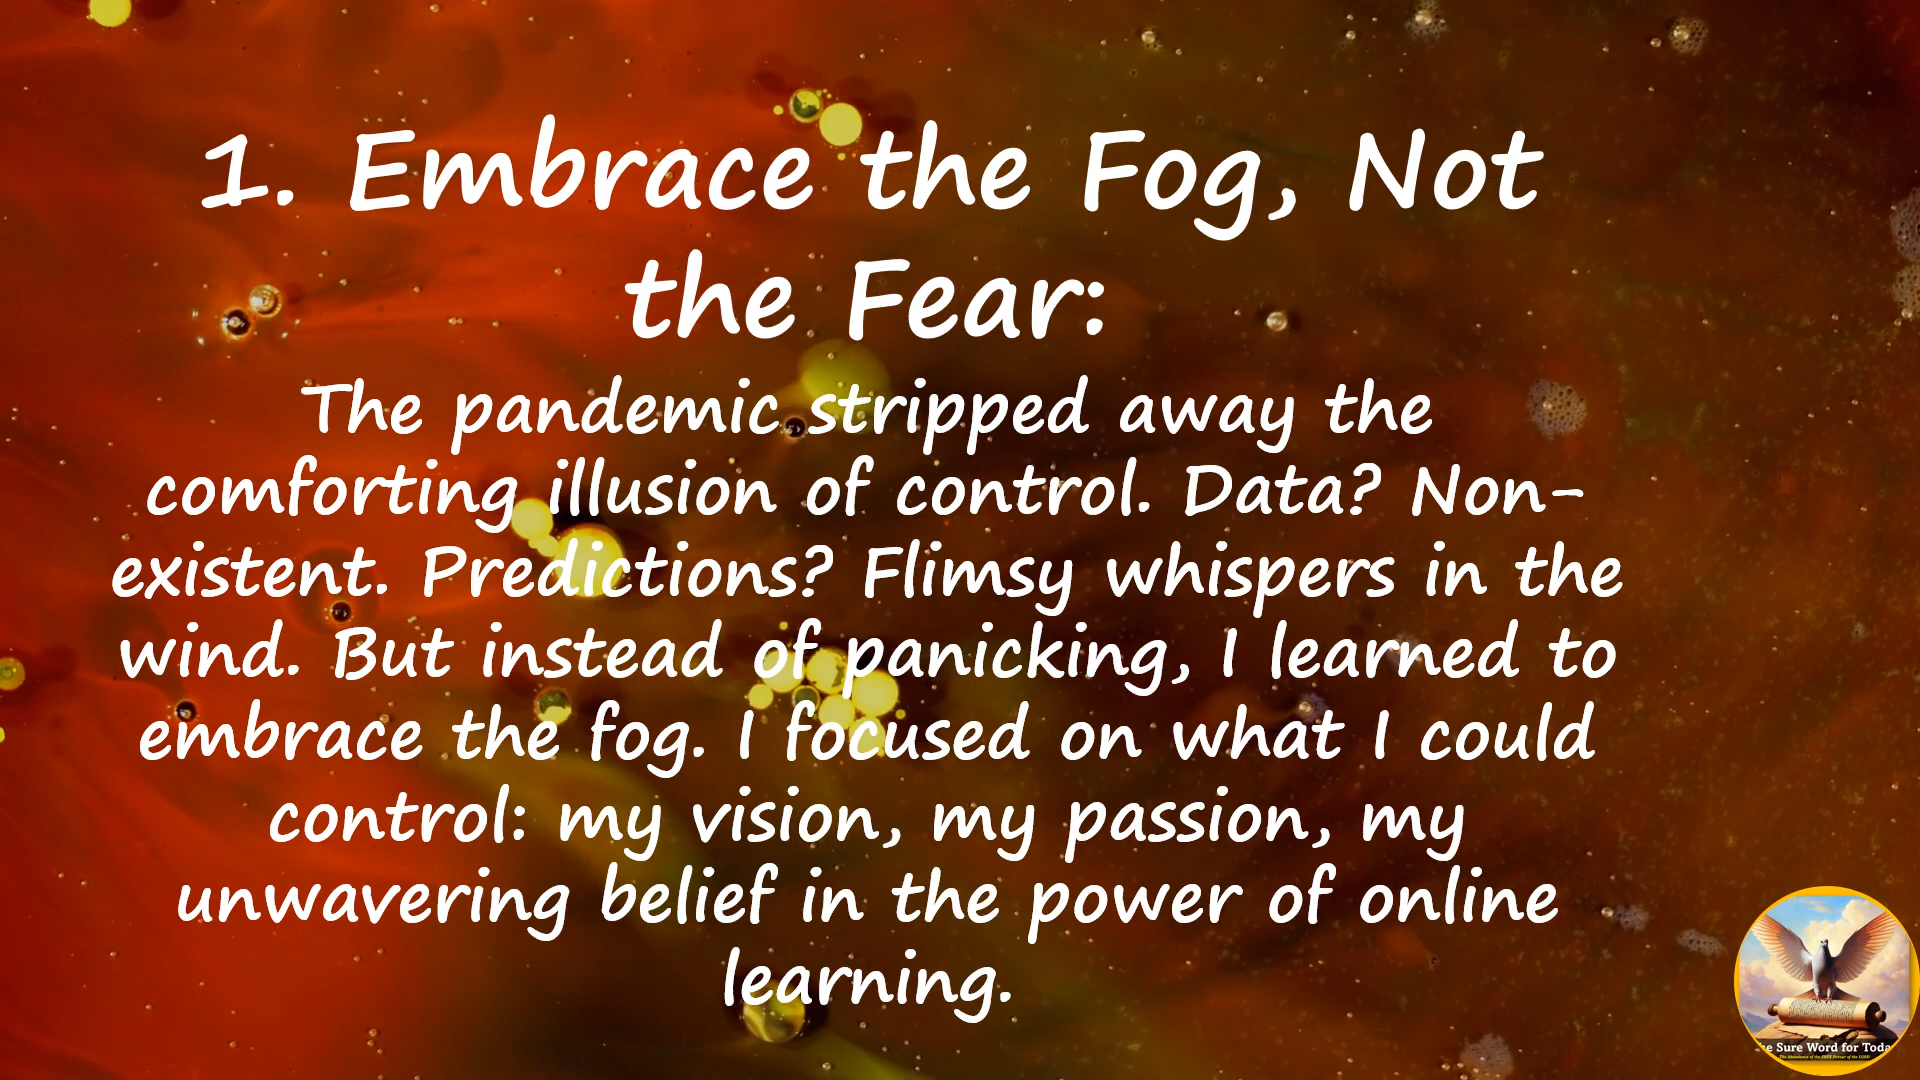 1. Embrace the Fog, Not
the Fear:
The pandemic stripped away the
comforting illusion of control. Data? Non-
existent. Predictions? Flimsy whispers in the
wind. But instead of panicking, I learned to
embrace the fog. I focused on what I could
control: my vision, my passion, my
unwavering belief in the power of online
learning.
e Sure Word for Toda